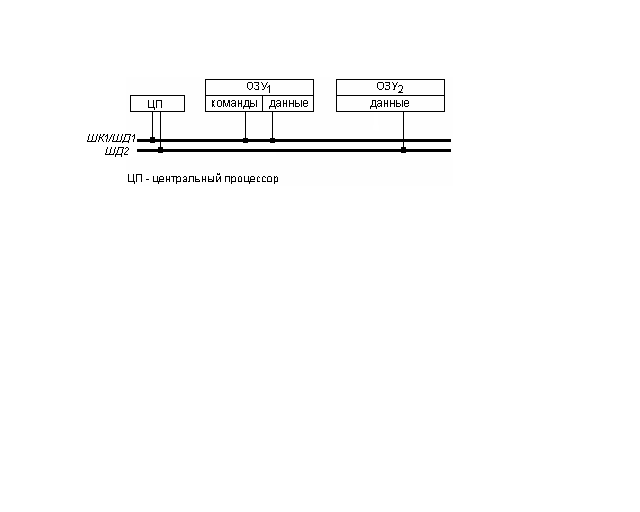 ОЗУ1 ОЗУ2
ЦП команды данные данные
ШК1/ШД1
ШД2
ЦП - центральный процессор